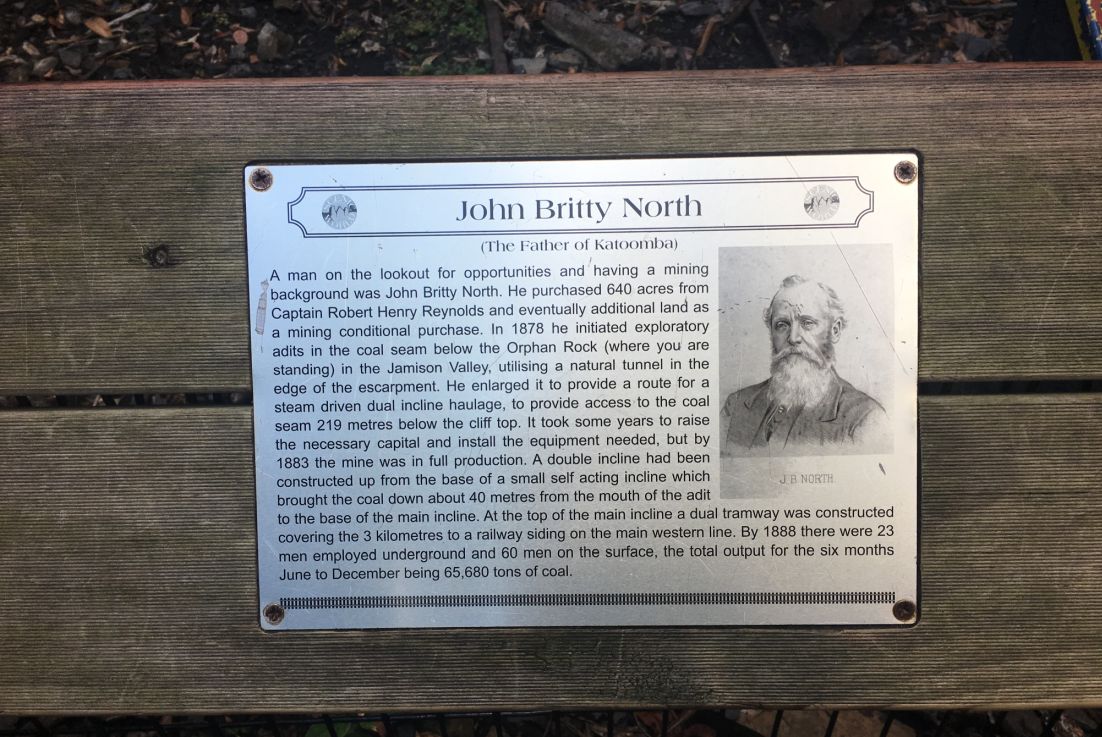 John Britty North
(The Father of Katoomba)
A man on the lookout for opportunities and having a mining
background was John Britty North. He purchased 640 acres from
Captain Robert Henry Reynolds and eventually additional land as
a mining conditional purchase. In 1878 he initiated exploratory
adits in the coal seam below the Orphan Rock (where you are
standing) in the Jamison Valley, utilising a natural tunnel in the
edge of the escarpment. He enlarged it to provide a route for a
steam driven dual incline haulage, to provide access to the coal
seam 219 metres below the cliff top. It took some years to raise
the necessary capital and install the equipment needed, but by
1883 the mine was in full production. A double incline had been
constructed up from the base of a small self acting incline which
brought the coal down about 40 metres from the mouth of the adit
to the base of the main incline. At the top of the main incline a dual tramway was constructed
covering the 3 kilometres to a railway siding on the main western line. By 1888 there were 23
men employed underground and 60 men on the surface, the total output for the six months
June to December being 65,680 tons of coal.
J B NORTH